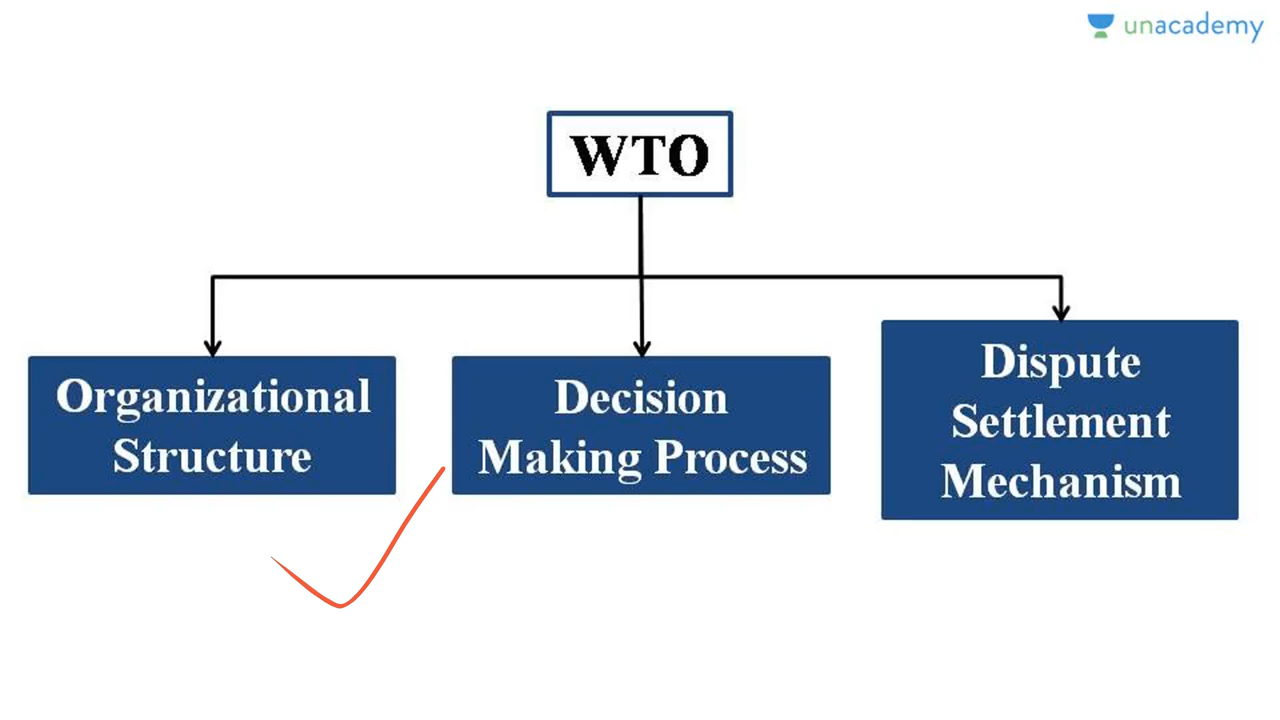 unacademy
WTO
Organizational
Structure
Decision
Making Process
Dispute
Settlement
Mechanism